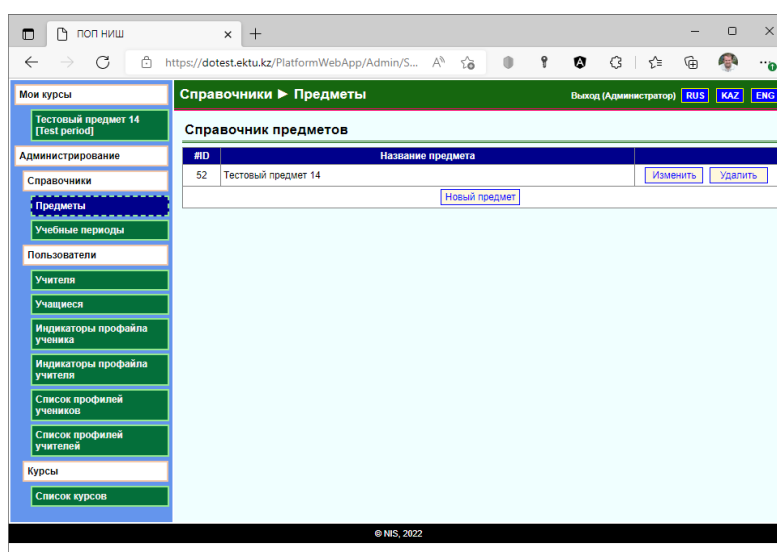 ПОП НИШ
https://dotest.ektu.kz/PlatformWebApp/Admin/S...
Мои курсы
Тестовый предмет 14
[Test period]
Администрирование
Справочники
Предметы
Учебные периоды
Пользователи
Учителя
Учащиеся
Индикаторы профайла
ученика
Индикаторы профайла
учителя
Список профилей
учеников
Список профилей
учителей
Курсы
Список курсов
Справочники ► Предметы
Выход (Администратор) RUS KAZ ENG
Справочник предметов
#ID Название предмета
52 Тестовый предмет 14 Изменить Удалить
Новый предмет
© NIS, 2022